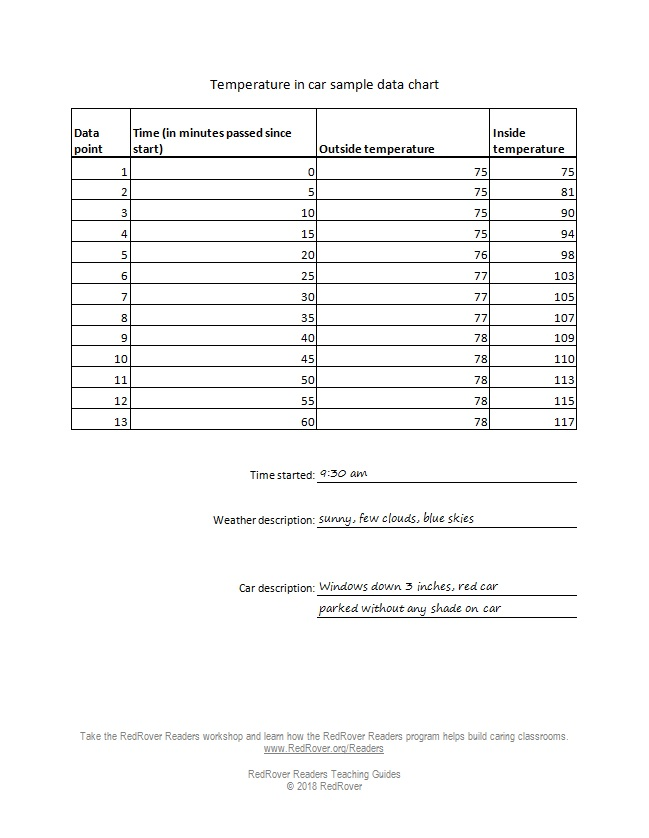 Temperature in car sample data chart
Data point Time (in minutes passed since start) Outside temperature Inside temperature
1 0 75 75
2 5 75 81
3 10 75 90
4 15 75 94
5 20 76 98
6 25 77 103
7 30 77 105
8 35 77 107
9 40 78 109
10 45 78 110
11 50 78 113
12 55 78 115
13 60 78 117
Time started: 9:30 am
Weather description: sunny, few clouds, blue skies
Car description: Windows down 3 inches, red car
parked without any shade on car
Take the RedRover Readers workshop and learn how the RedRover Readers program helps build caring classrooms.
www.RedRover.org/Readers
RedRover Readers Teaching Guides
© 2018 RedRover